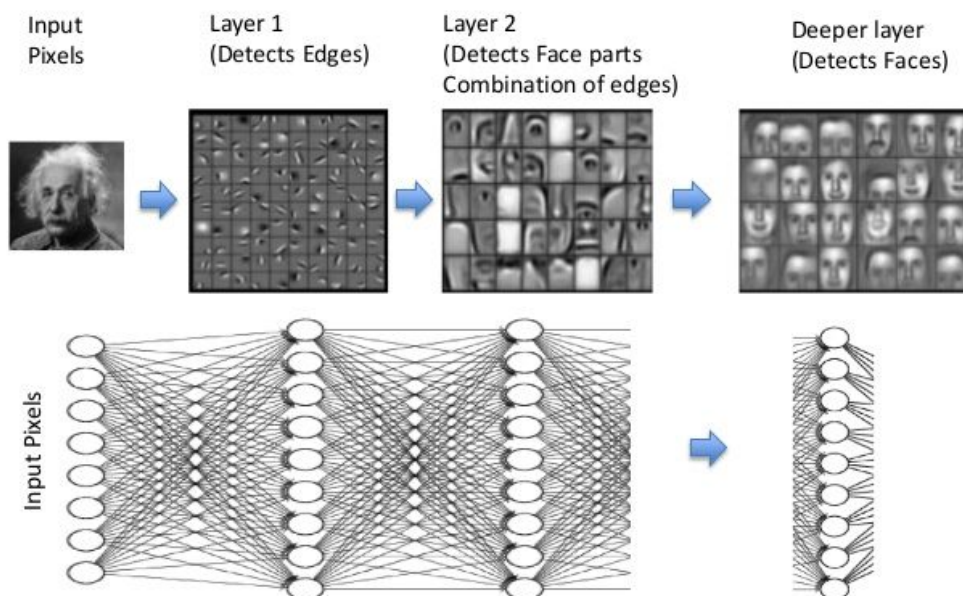 Input
Pixels
Layer 1
(Detects Edges)
Layer 2
(Detects Face parts
Combination of edges)
Deeper layer
(Detects Faces)
Input Pixels